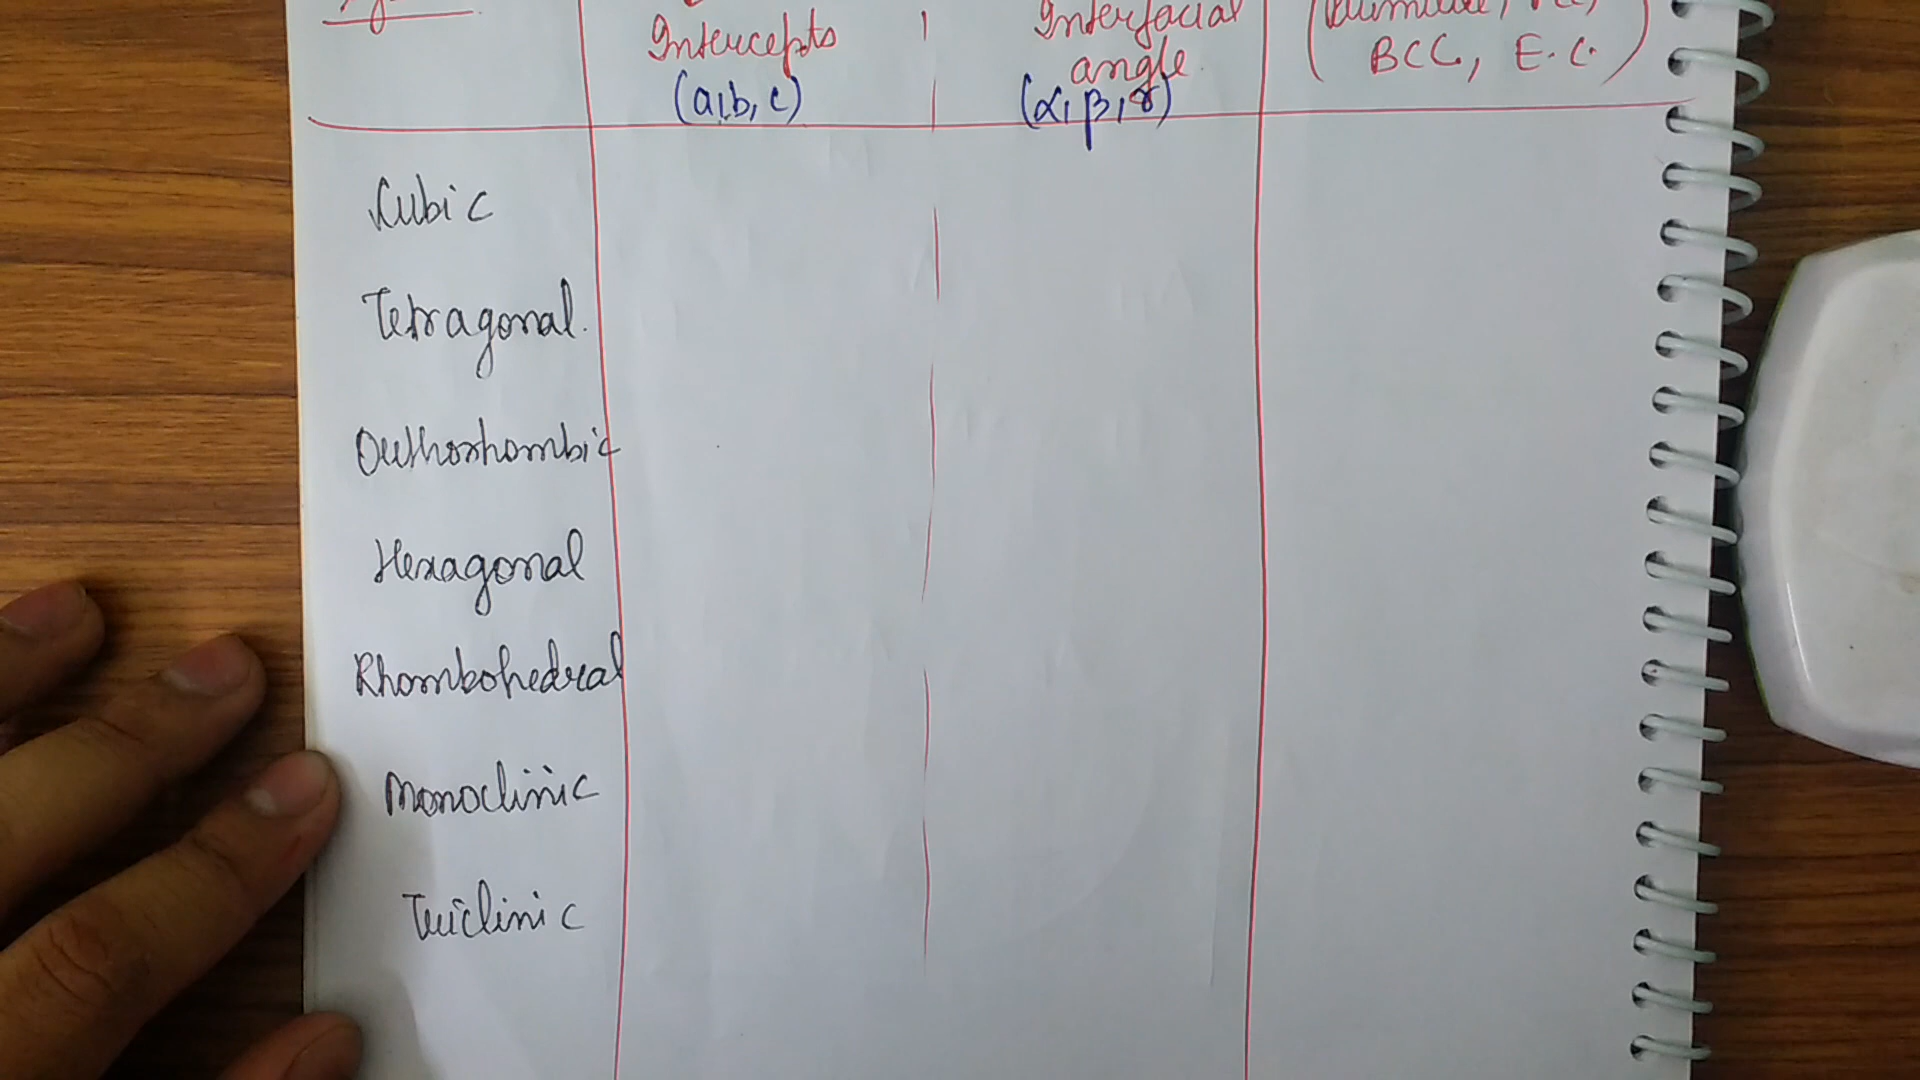 Intercepts
(a, b, c)
Interfacial
angle
(α, β, γ)
BCC, E.C.)
Cubic
Tetragonal.
Orthorhombic
Hexagonal
Rhombohedral
Monoclinic
Triclinic